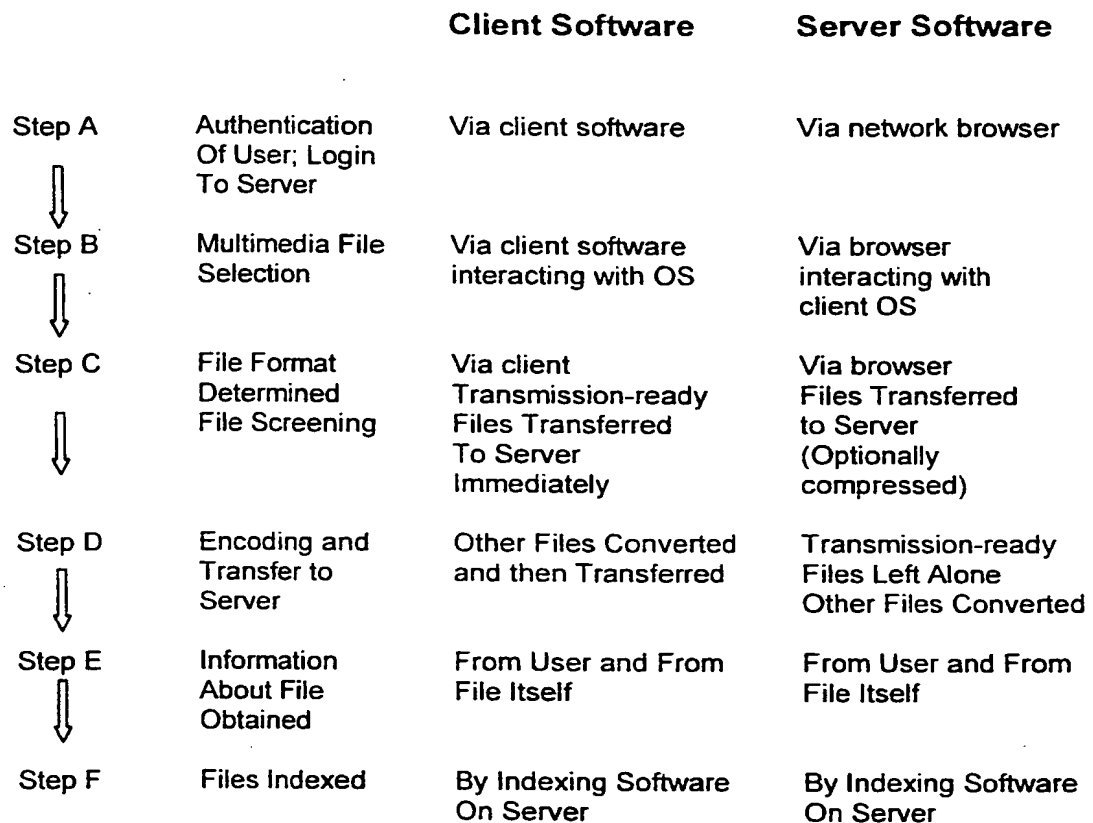 Client Software Server Software
Step A Authentication Via client software Via network browser
Of User; Login
To Server
Step B Multimedia File Via client software Via browser
Selection interacting with OS interacting with
client OS
Step C File Format Via client Via browser
Determined Transmission-ready Files Transferred
File Screening Files Transferred to Server
To Server (Optionally
Immediately compressed)
Step D Encoding and Other Files Converted Transmission-ready
Transfer to and then Transferred Files Left Alone
Server Other Files Converted
Step E Information From User and From From User and From
About File File Itself File Itself
Obtained
Step F Files Indexed By Indexing Software By Indexing Software
On Server On Server